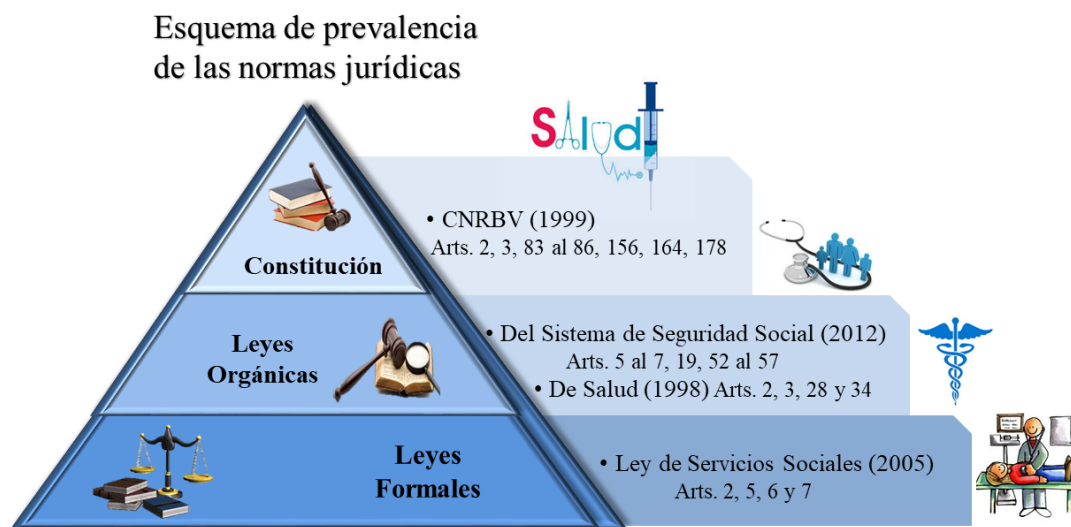 Esquema de prevalencia
de las normas jurídicas
Salud
Constitución
• CNRBV (1999)
Arts. 2, 3, 83 al 86, 156, 164, 178
Leyes
Orgánicas
• Del Sistema de Seguridad Social (2012)
Arts. 5 al 7, 19, 52 al 57
• De Salud (1998) Arts. 2, 3, 28 y 34
Leyes
Formales
• Ley de Servicios Sociales (2005)
Arts. 2, 5, 6 y 7